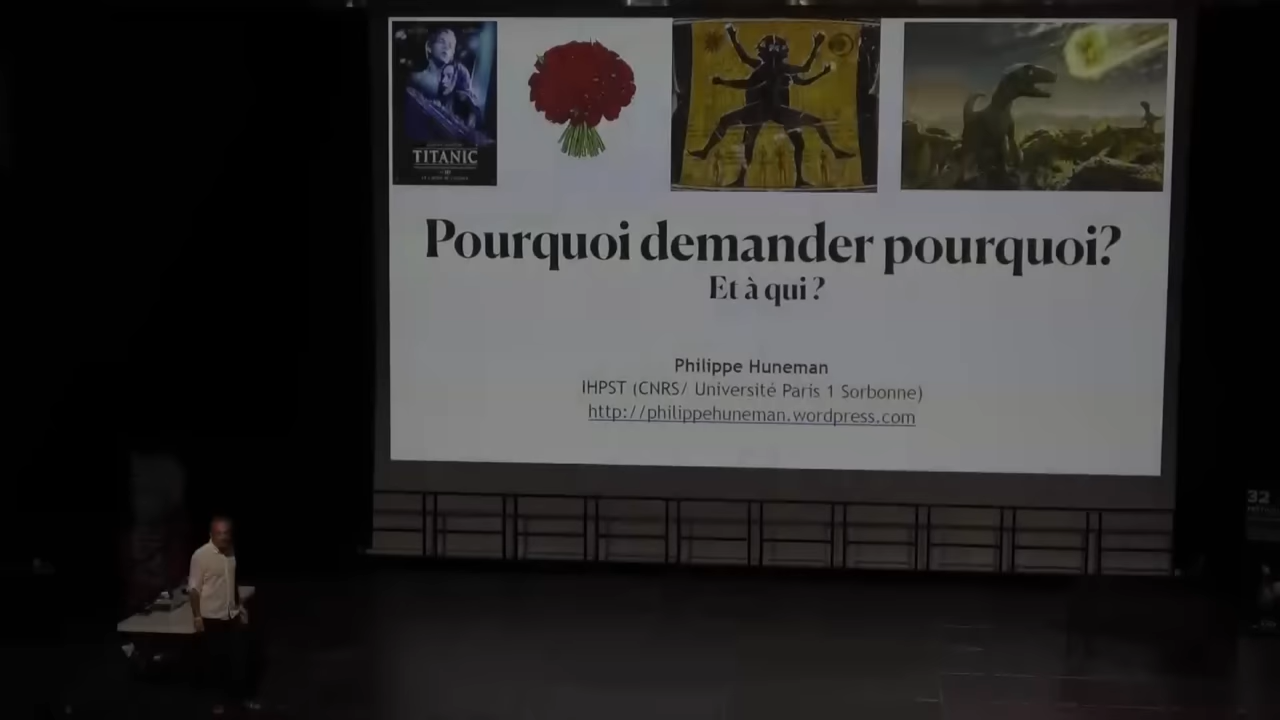 TITANIC
Pourquoi demander pourquoi?
Et à qui ?
Philippe Huneman
IHPST (CNRS/ Université Paris 1 Sorbonne)
http://philippehuneman.wordpress.com
32